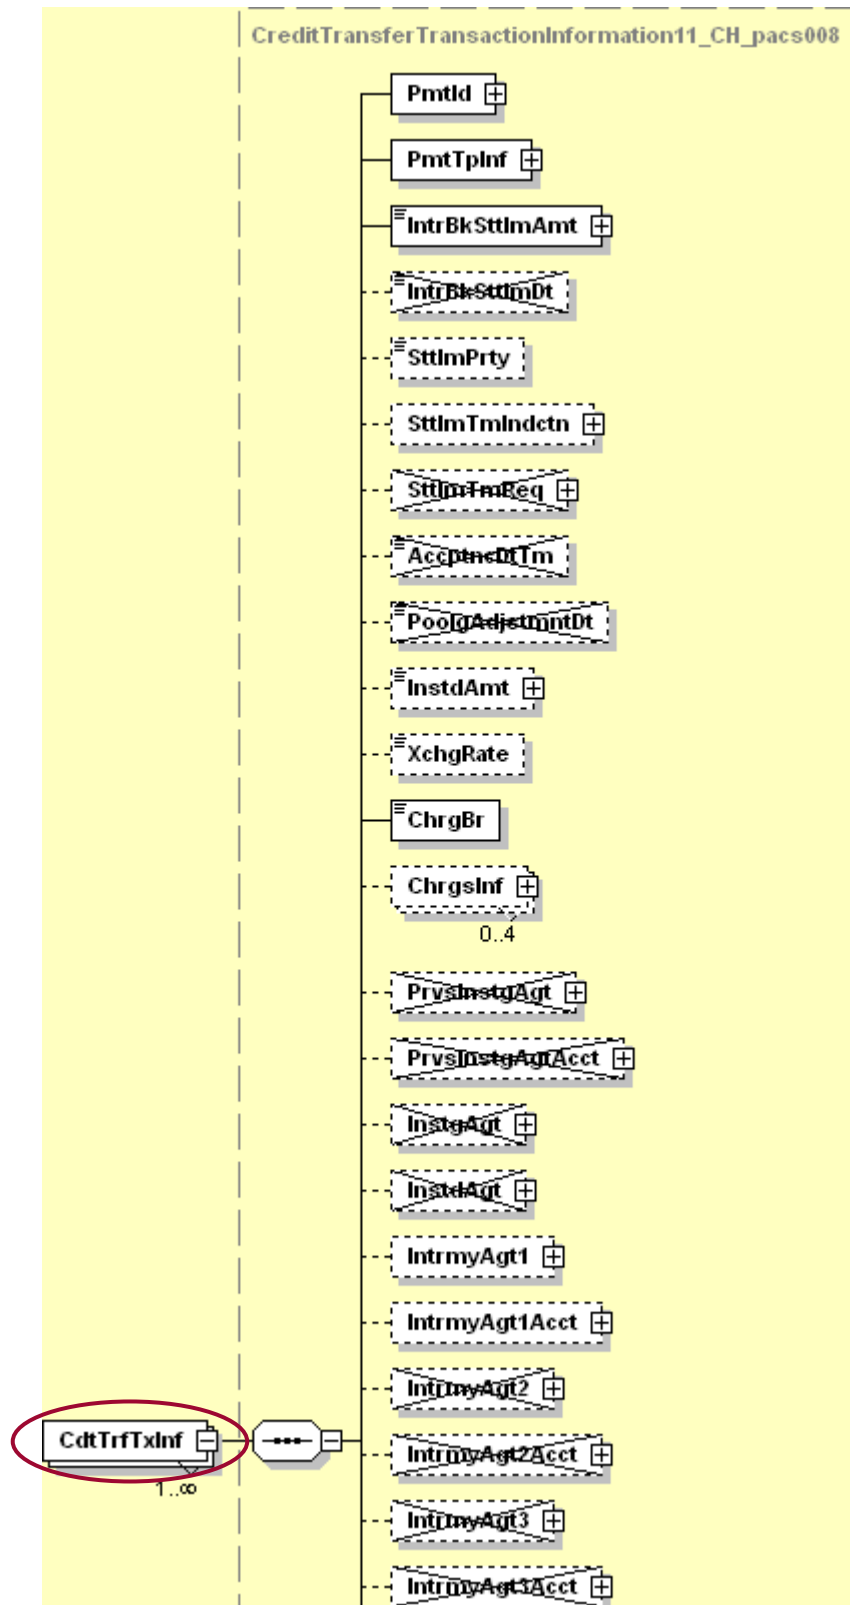 CreditTransferTransactionInformation11_CH_pacs008
PmtId
PmtTpInf
IntrBkSttlmAmt
IntrBkSttlmDt
SttlmPrty
SttlmTmIndctn
SttlmTmReq
AccptncDtTm
PoolgAdjstmntDt
InstdAmt
XchgRate
ChrgBr
ChrgsInf
0..4
PrvsInstgAgt
PrvsInstgAgtAcct
InstgAgt
InstdAgt
IntrmyAgt1
IntrmyAgt1Acct
IntrmyAgt2
CdtTrfTxInf
1..∞
IntrmyAgt2Acct
IntrmyAgt3
IntrmyAgt3Acct